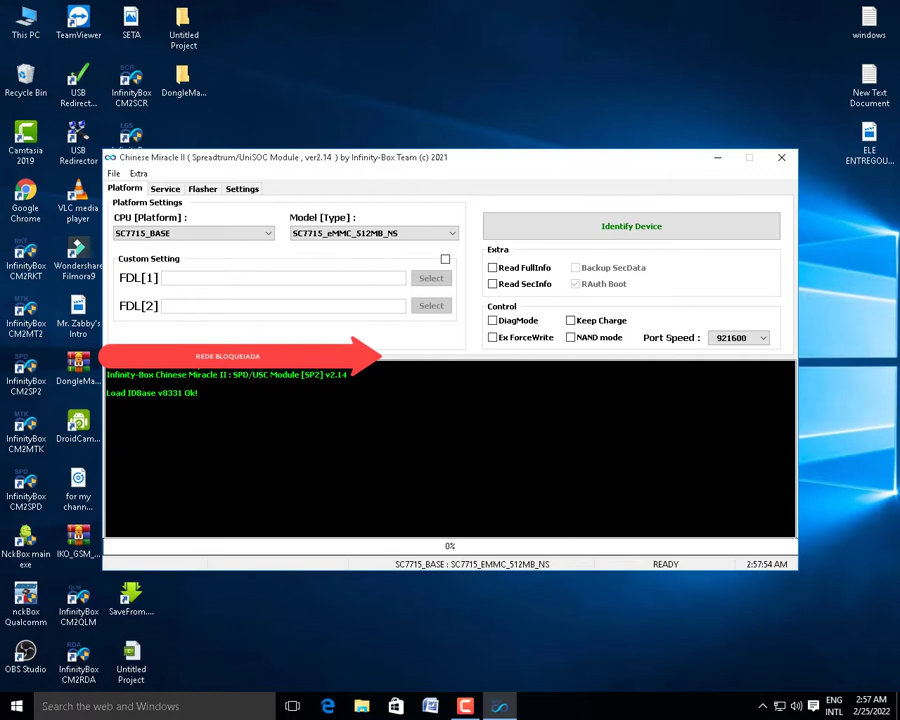 This PC
TeamViewer
SETA
Untitled
Project
windows
Recycle Bin
USB
Redirect...
InfinityBox
CM2SCR
DongleMa...
New Text
Document
Camtasia
2019
USB
Redirector
ELE
ENTREGOU...
Chinese Miracle II ( Spreadtrum/UniSOC Module , ver2.14 ) by Infinity-Box Team (c) 2021
File Extra
Platform Service Flasher Settings
Platform Settings
CPU [Platform] :
Model [Type] :
SC7715_BASE
SC7715_eMMC_512MB_NS
Custom Setting
FDL[1]
Select
FDL[2]
Select
Identify Device
Extra
Read FullInfo
Backup SecData
Read SecInfo
RAuth Boot
Control
DiagMode
Keep Charge
Ex ForceWrite
NAND mode
Port Speed :
921600
REDE BLOQUEIADA
Infinity-Box Chinese Miracle II : SPD/USC Module [SP2] v2.14
Load IDBase v8331 Ok!
0%
SC7715_BASE : SC7715_EMMC_512MB_NS
READY
2:57:54 AM
Google
Chrome
VLC media
player
InfinityBox
CM2RKT
Wondershare
Filmora9
InfinityBox
CM2MT2
Mr. Zabby's
Intro
InfinityBox
CM2SP2
DongleMa...
InfinityBox
CM2MTK
DroidCam...
InfinityBox
CM2SPD
for my
chann...
NckBox main
exe
IKO_GSM_...
nckBox
Qualcomm
InfinityBox
CM2QLM
SaveFrom....
OBS Studio
InfinityBox
CM2RDA
Untitled
Project
Search the web and Windows
ENG
INTL
2:57 AM
2/25/2022